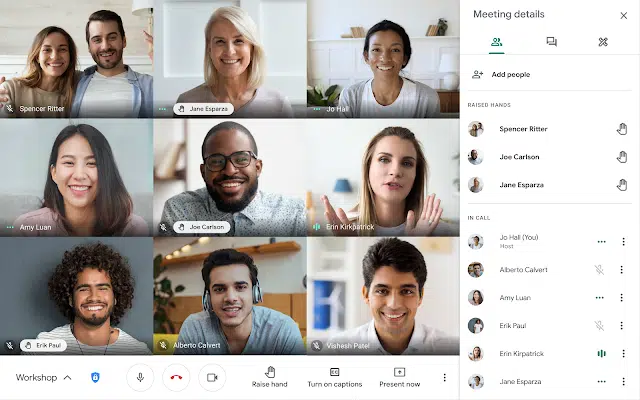 Spencer Ritter
Jane Esparza
Jo Hall
Amy Luan
Joe Carlson
Erin Kirkpatrick
Erik Paul
Alberto Calvert
Vishesh Patel
Workshop
Raise hand
CC
Turn on captions
Present now
Meeting details
Add people
RAISED HANDS
Spencer Ritter
Joe Carlson
Jane Esparza
IN CALL
Jo Hall (You)
Host
Alberto Calvert
Amy Luan
Erik Paul
Erin Kirpatrick
Jane Esparza